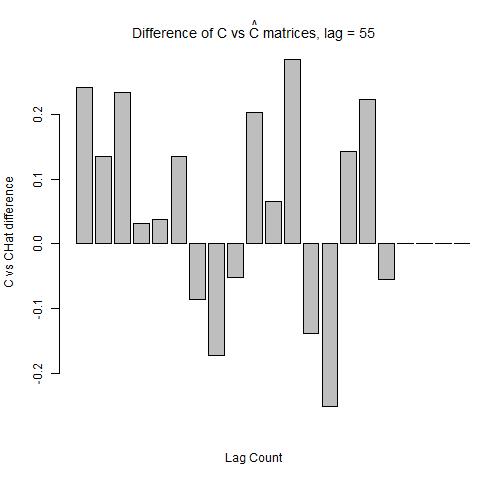 Difference of C vs Ĉ matrices, lag = 55
C vs CHat difference
0.2
0.1
0.0
-0.1
-0.2
Lag Count